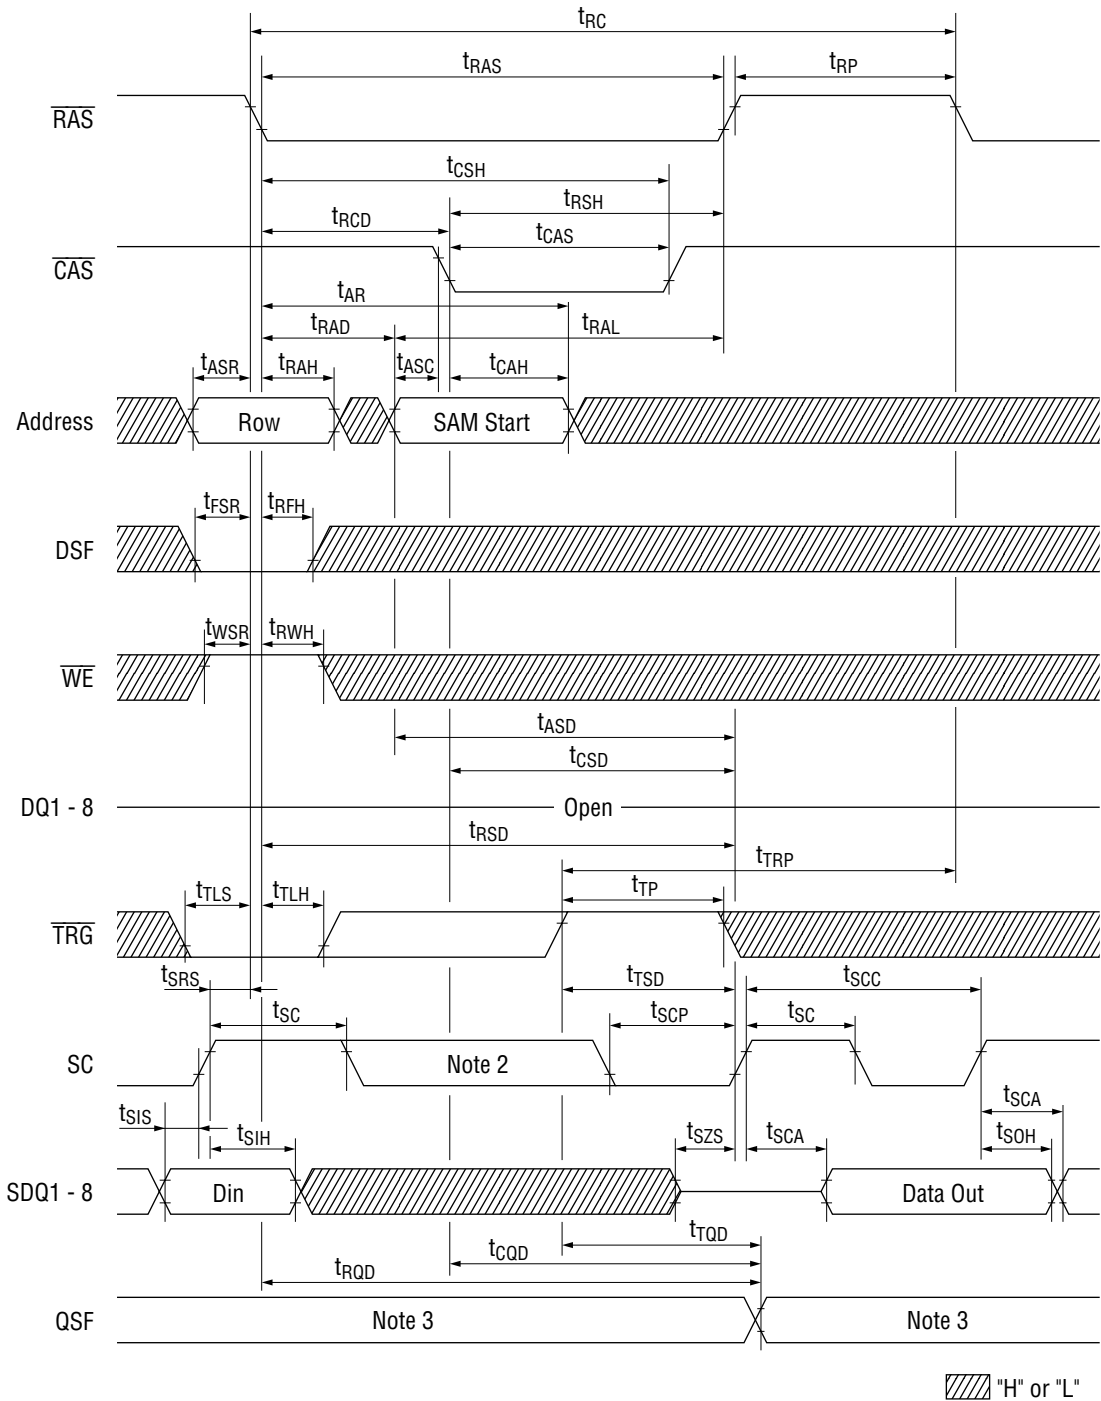 tRC
tRAS tRP
RAS
tCSH
tRSH
tRCD
tCAS
CAS
tAR
tRAD tRAL
tASR tRAH tASC tCAH
Address Row SAM Start
tFSR tRFH
DSF
tWSR tRWH
WE
tASD
tCSD
DQ1 - 8 Open
tRSD
tTRP
tTLS tTLH tTP
TRG
tSRS tTSD tSCC
tSC tSCP tSC
SC Note 2
tSCA
tSIS tSIH tSZS tSCA tSOH
SDQ1 - 8 Din Data Out
tTQD
tCQD
tRQD
QSF Note 3 Note 3
"H" or "L"